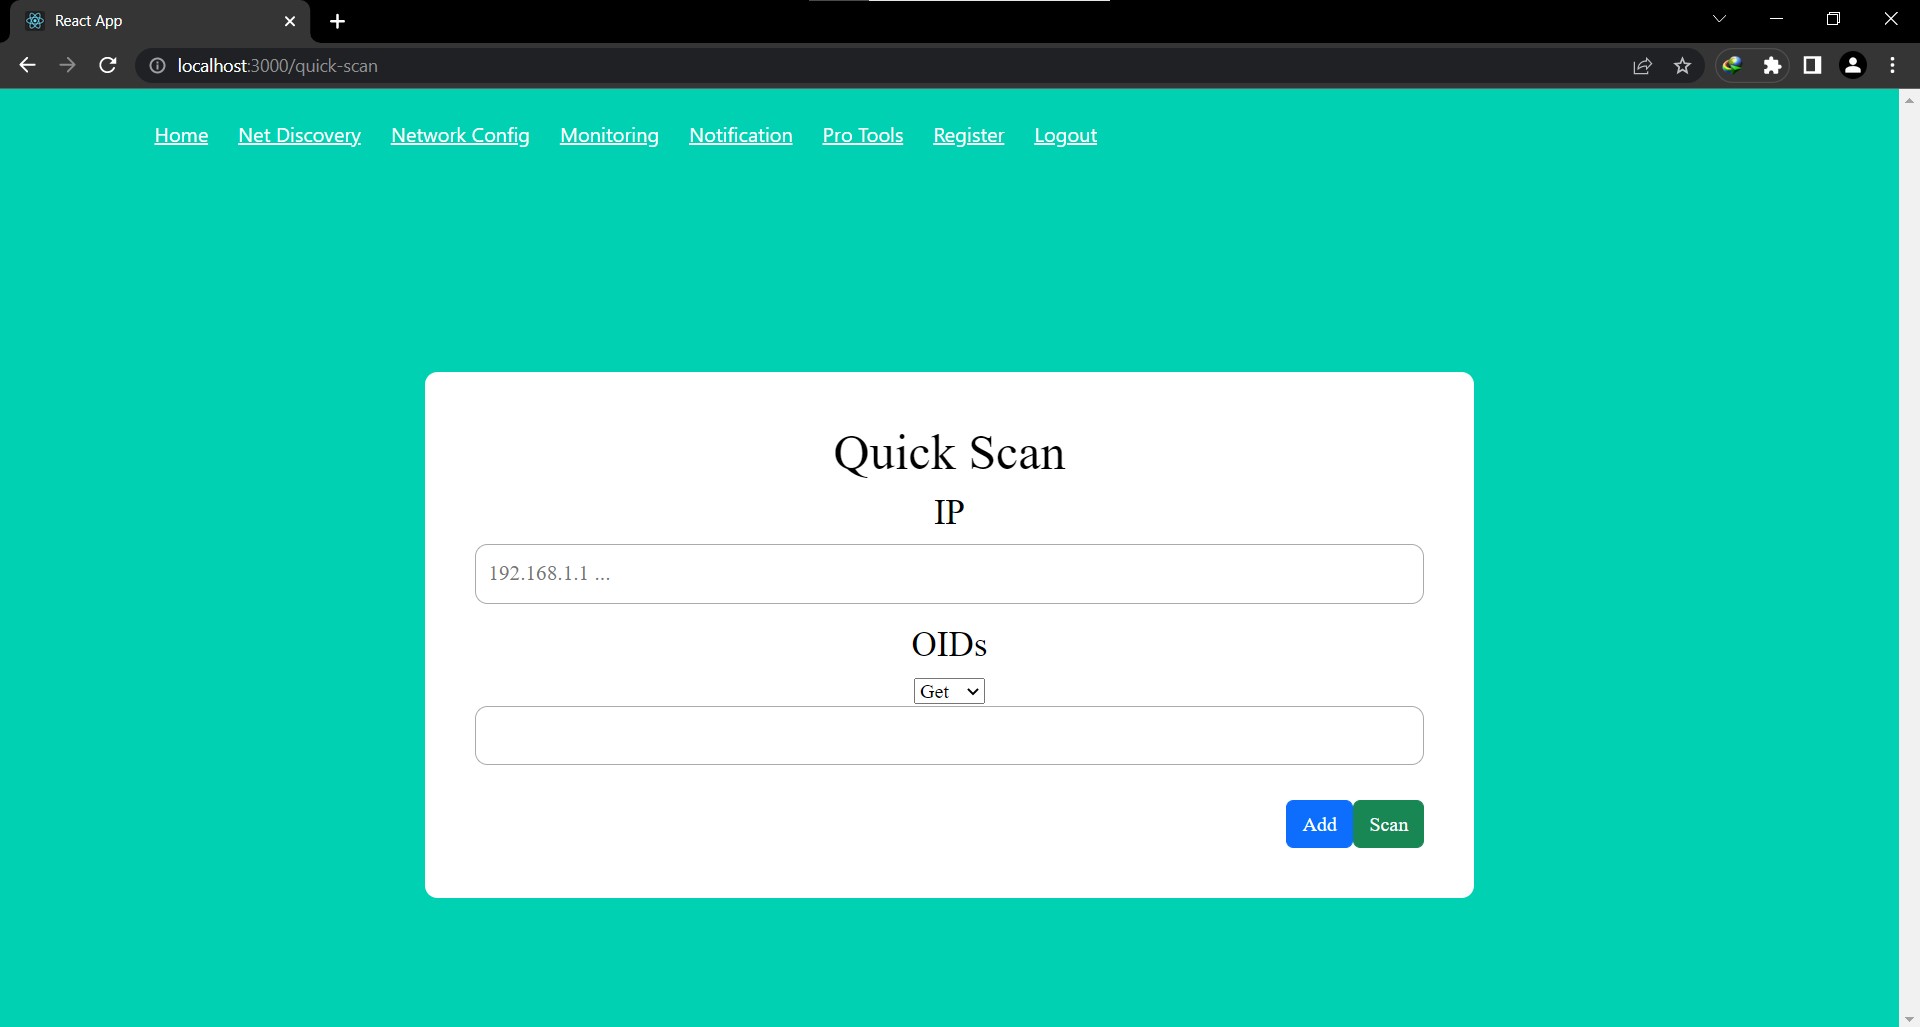 React App
localhost:3000/quick-scan
Home Net Discovery Network Config Monitoring Notification Pro Tools Register Logout
Quick Scan
IP
192.168.1.1 ...
OIDs
Get
Add Scan